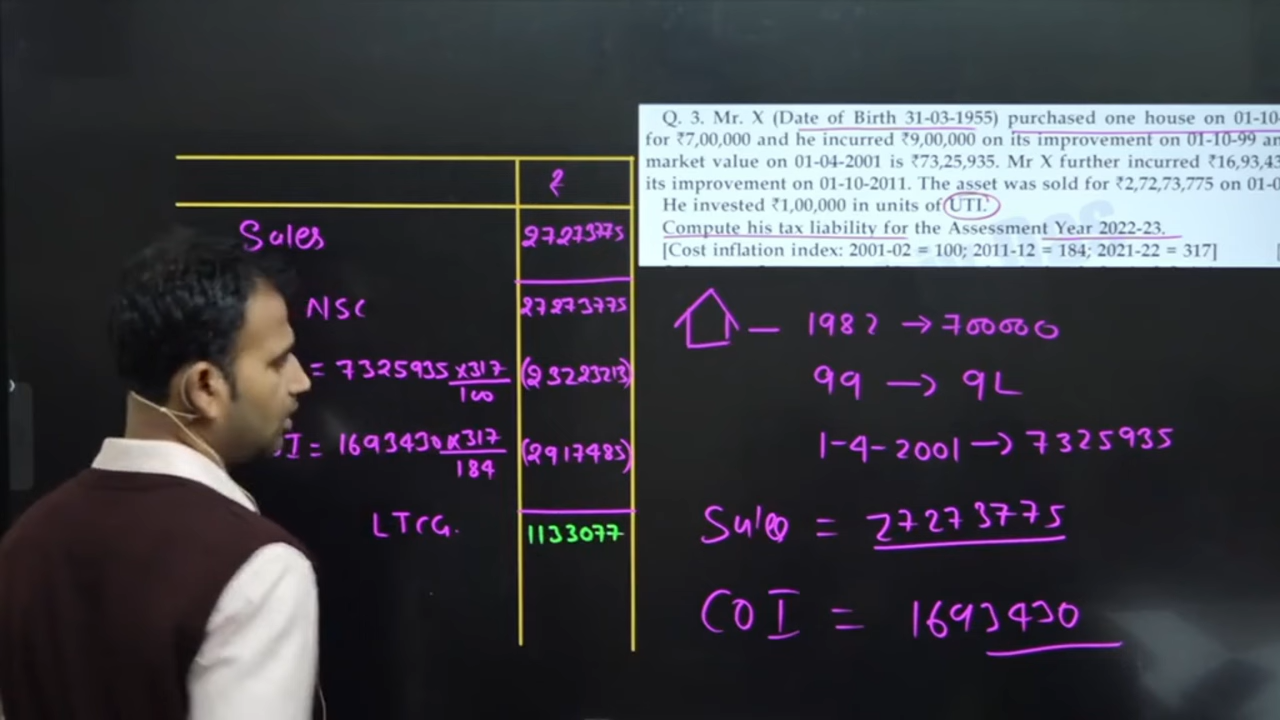 Q. 3. Mr. X (Date of Birth 31-03-1955) purchased one house on 01-10-
for ₹7,00,000 and he incurred ₹9,00,000 on its improvement on 01-10-99 an
market value on 01-04-2001 is ₹73,25,935. Mr X further incurred ₹16,93,43
its improvement on 01-10-2011. The asset was sold for ₹2,72,73,775 on 01-0
He invested ₹1,00,000 in units of UTI.
Compute his tax liability for the Assessment Year 2022-23.
[Cost inflation index: 2001-02 = 100; 2011-12 = 184; 2021-22 = 317]
₹
Sales 27273775
NSC 27273775
= 7325935 ×317/100 (23223213)
I = 1693430 ×317/184 (2917485)
LTCG. 1133077
— 1982 → 700000
99 → 9L
1-4-2001 → 7325935
Sales = 27273775
COI = 1693430